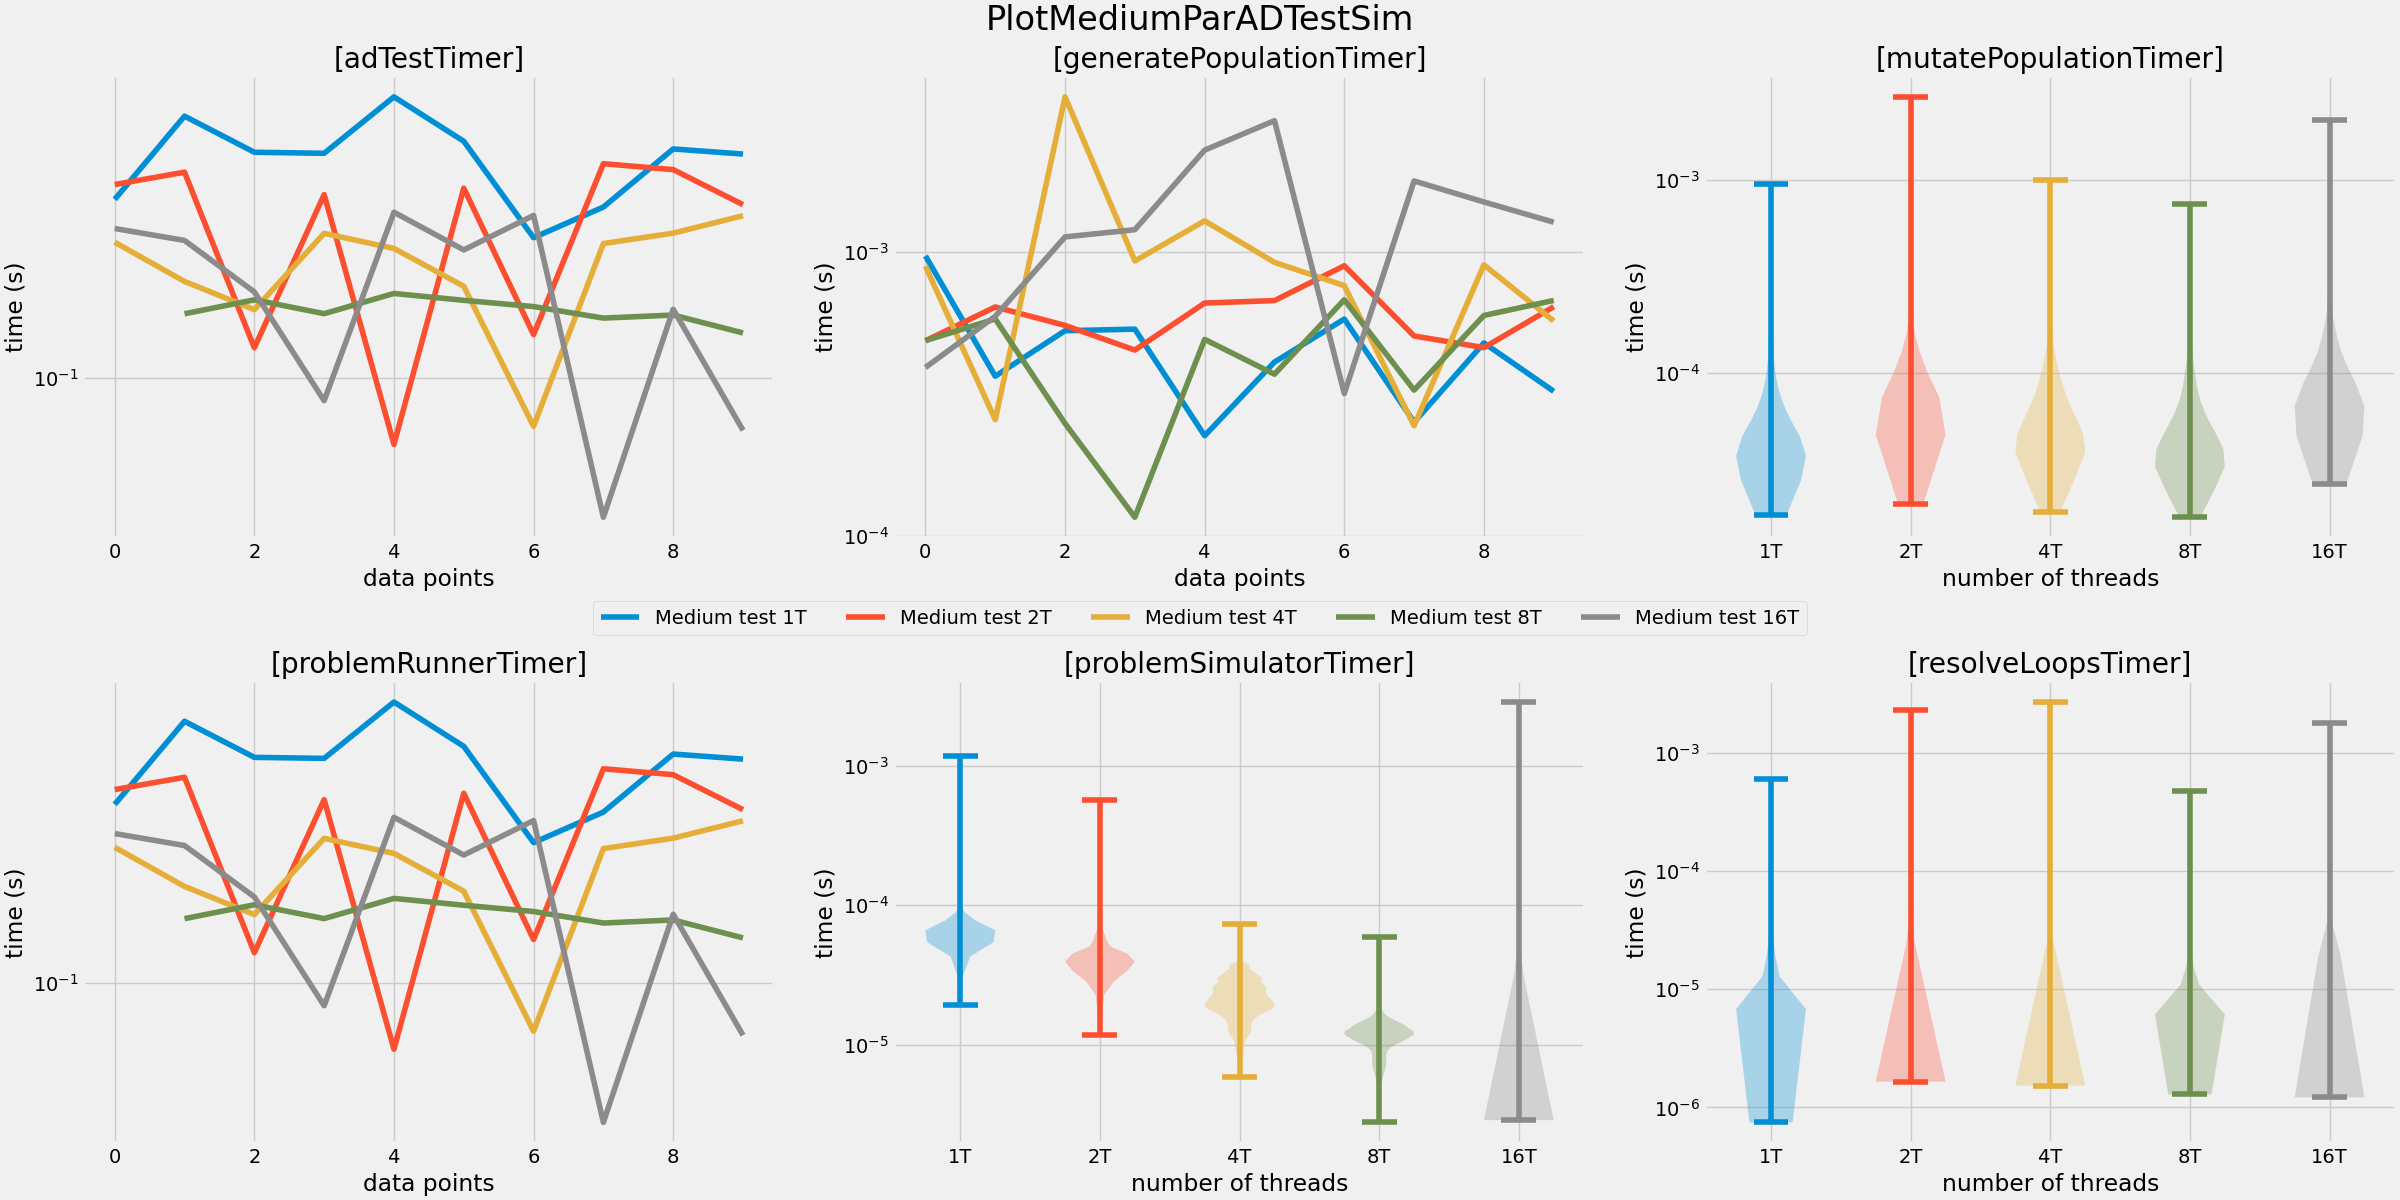 PlotMediumParADTestSim
[adTestTimer]
time (s)
10⁻¹
0 2 4 6 8
data points
[generatePopulationTimer]
time (s)
10⁻³
10⁻⁴
0 2 4 6 8
data points
[mutatePopulationTimer]
time (s)
10⁻³
10⁻⁴
1T 2T 4T 8T 16T
number of threads
Medium test 1T Medium test 2T Medium test 4T Medium test 8T Medium test 16T
[problemRunnerTimer]
time (s)
10⁻¹
0 2 4 6 8
data points
[problemSimulatorTimer]
time (s)
10⁻³
10⁻⁴
10⁻⁵
1T 2T 4T 8T 16T
number of threads
[resolveLoopsTimer]
time (s)
10⁻³
10⁻⁴
10⁻⁵
10⁻⁶
1T 2T 4T 8T 16T
number of threads